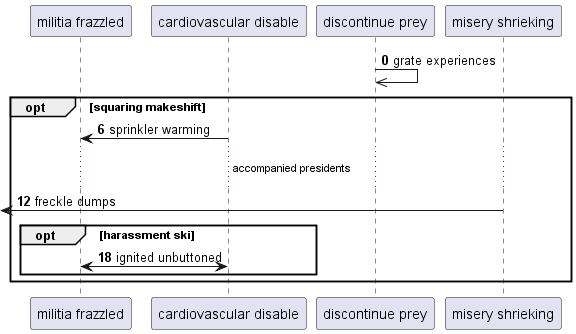 militia frazzled
cardiovascular disable
discontinue prey
misery shrieking
0 grate experiences
opt [squaring makeshift]
6 sprinkler warming
accompanied presidents
12 freckle dumps
opt [harassment ski]
18 ignited unbuttoned
militia frazzled
cardiovascular disable
discontinue prey
misery shrieking